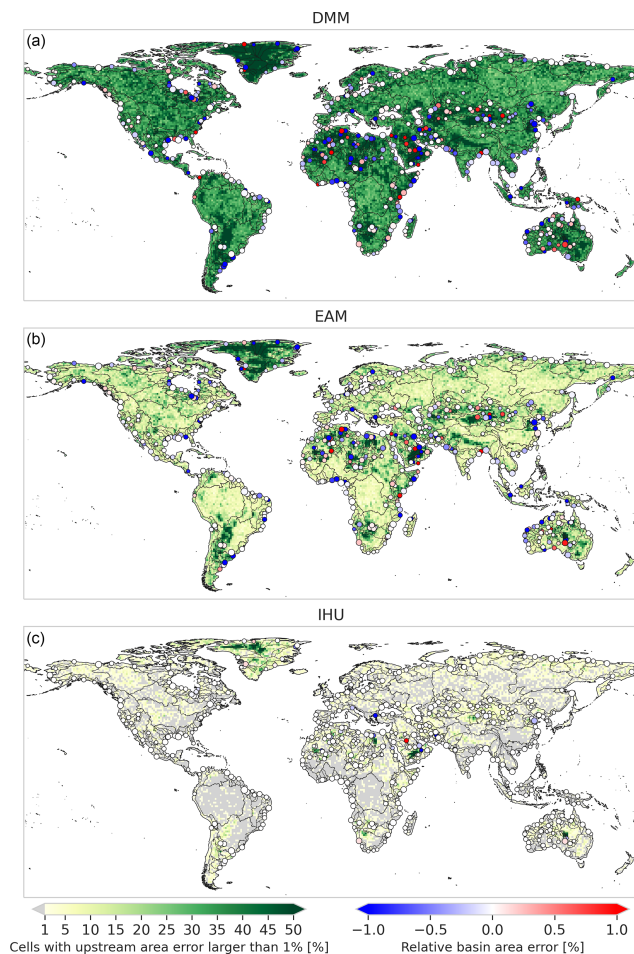 DMM
(a)
EAM
(b)
IHU
(c)
1 5 10 15 20 25 30 35 40 45 50
Cells with upstream area error larger than 1% [%]
−1.0 −0.5 0.0 0.5 1.0
Relative basin area error [%]